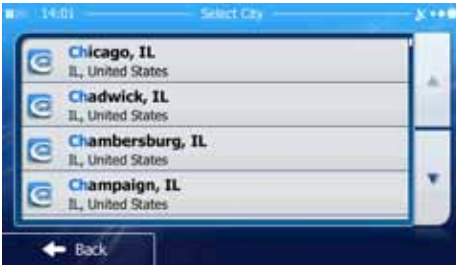 14:01 Select City
Chicago, IL
IL, United States
Chadwick, IL
IL, United States
Chambersburg, IL
IL, United States
Champaign, IL
IL, United States
Back